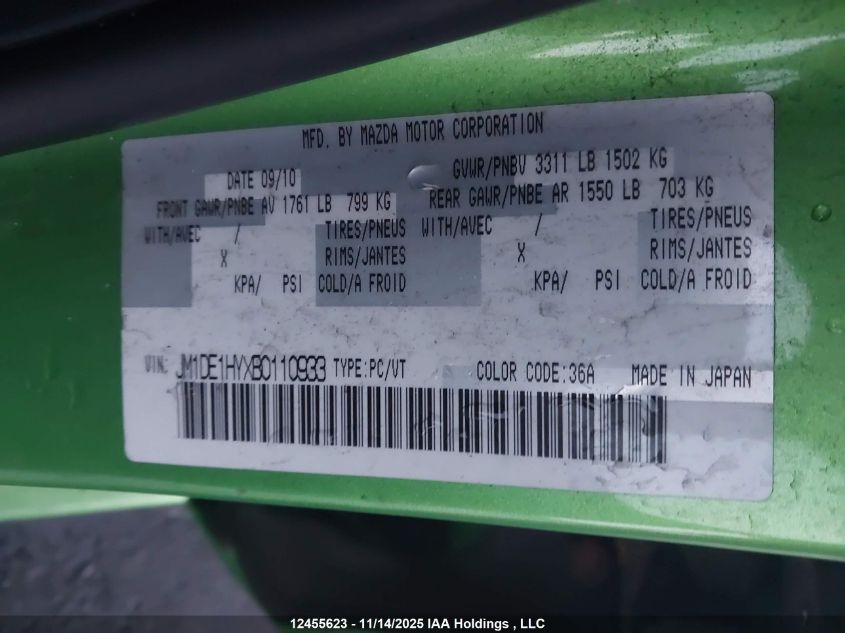 MFD. BY MAZDA MOTOR CORPORATION
DATE 09/10 GVWR/PNBV 3311 LB 1502 KG
FRONT GAWR/PNBE AV 1761 LB 799 KG REAR GAWR/PNBE AR 1550 LB 703 KG
WITH/AVEC / TIRES/PNEUS WITH/AVEC / TIRES/PNEUS
X RIMS/JANTES X RIMS/JANTES
KPA/ PSI COLD/A FROID KPA/ PSI COLD/A FROID
VIN: JM1DE1HYXB0110933 TYPE:PC/VT COLOR CODE:36A MADE IN JAPAN
12455623 - 11/14/2025 IAA Holdings , LLC